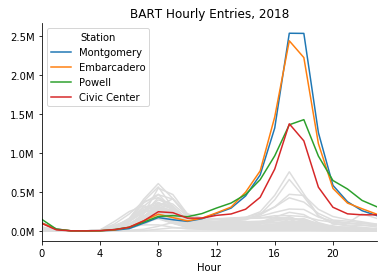 BART Hourly Entries, 2018
Station
Montgomery
Embarcadero
Powell
Civic Center
2.5M
2.0M
1.5M
1.0M
0.5M
0.0M
0 4 8 12 16 20
Hour